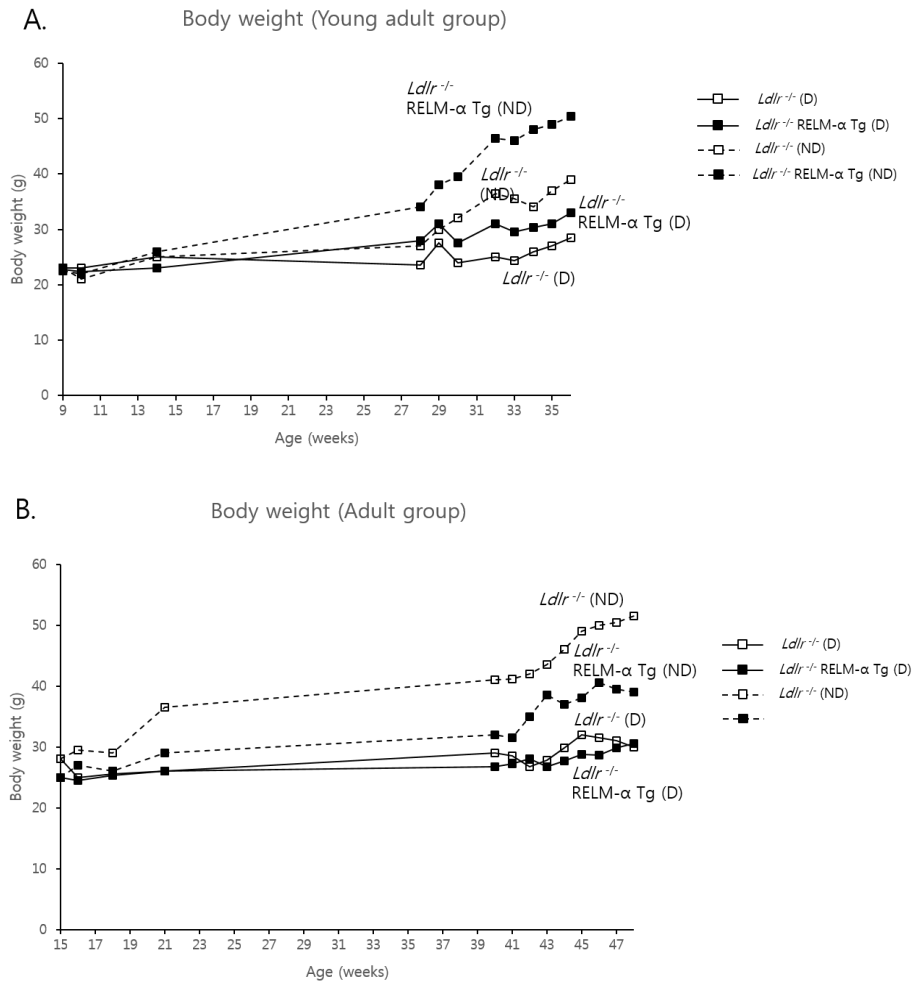 A.
Body weight (Young adult group)
60
50
40
30
20
10
0
Body weight (g)
9 11 13 15 17 19 21 23 25 27 29 31 33 35
Age (weeks)
Ldlr -/-
RELM-α Tg (ND)
Ldlr -/-
(ND)
Ldlr -/-
RELM-α Tg (D)
Ldlr -/- (D)
Ldlr -/- (D)
Ldlr -/- RELM-α Tg (D)
Ldlr -/- (ND)
Ldlr -/- RELM-α Tg (ND)
B.
Body weight (Adult group)
60
50
40
30
20
10
0
Body weight (g)
15 17 19 21 23 25 27 29 31 33 35 37 39 41 43 45 47
Age (weeks)
Ldlr -/- (ND)
Ldlr -/-
RELM-α Tg (ND)
Ldlr -/- (D)
Ldlr -/-
RELM-α Tg (D)
Ldlr -/- (D)
Ldlr -/- RELM-α Tg (D)
Ldlr -/- (ND)